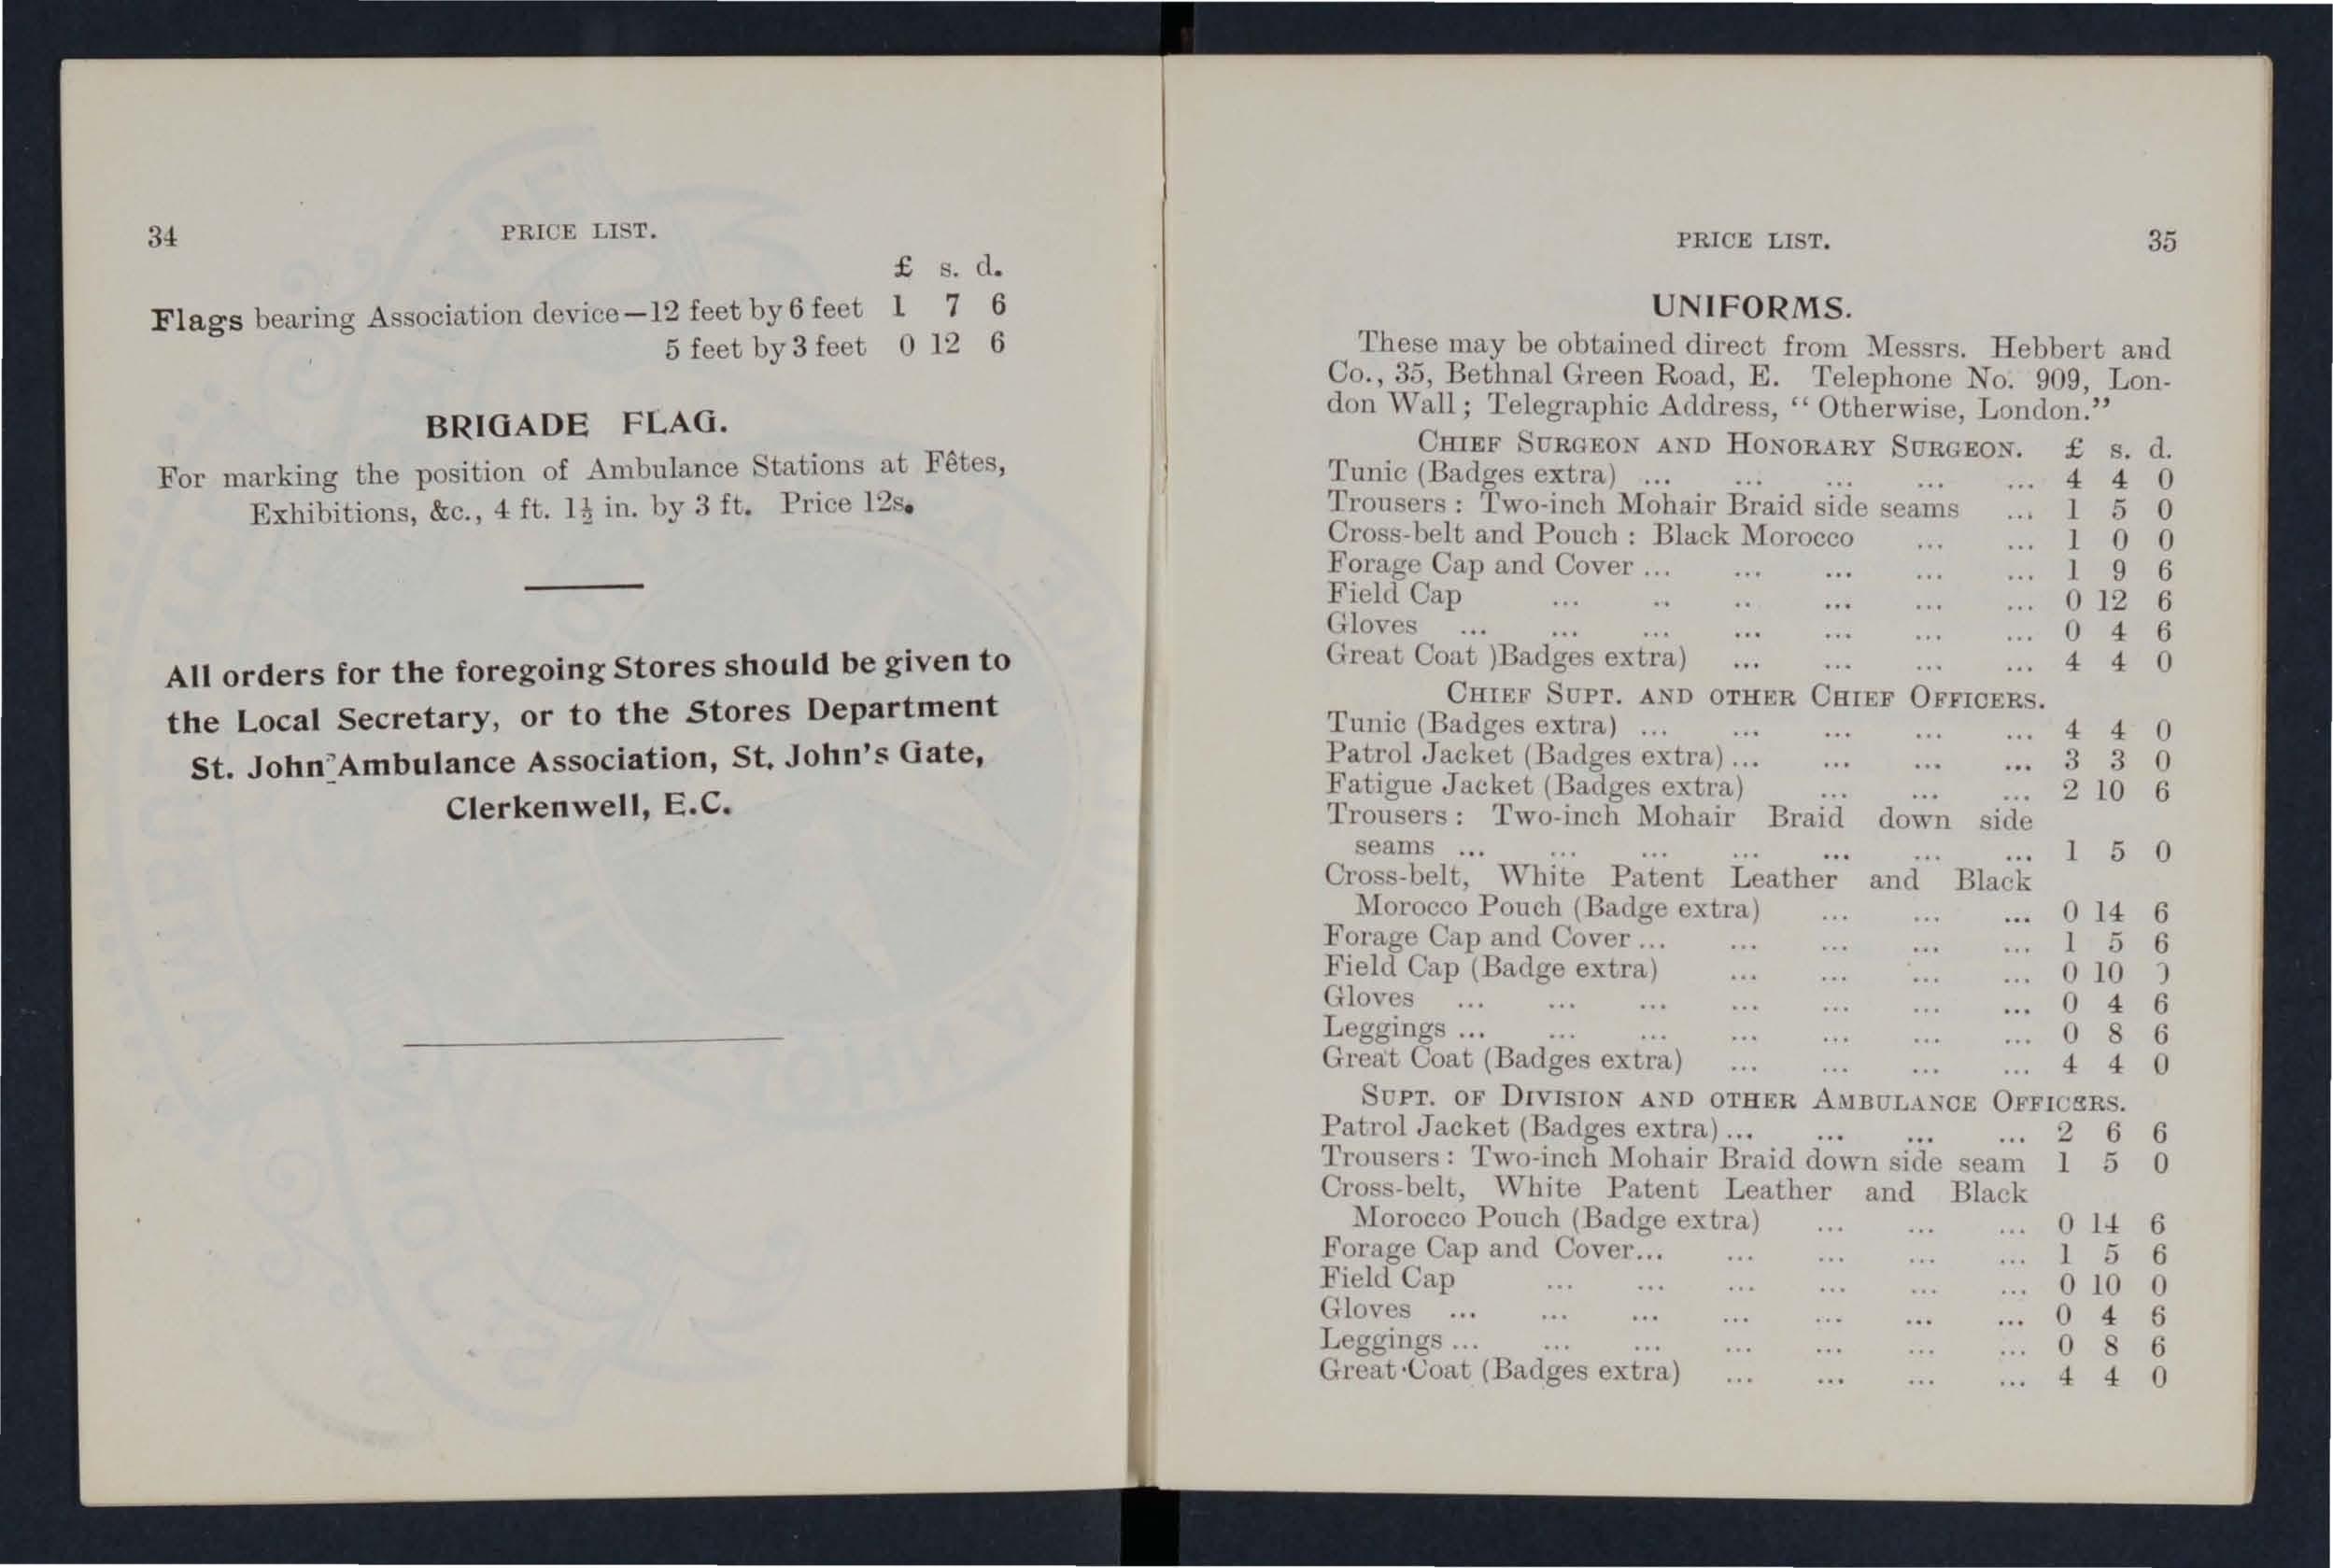 34
PRICE LIST.
£ s. d.
Flags bearing Association device—12 feet by 6 feet 1 7 6
5 feet by 3 feet 0 12 6
BRIGADE FLAG.
For marking the position of Ambulance Stations at Fêtes,
Exhibitions, &c., 4 ft. 1½ in. by 3 ft. Price 12s.
All orders for the foregoing Stores should be given to
the Local Secretary, or to the Stores Department
St. John Ambulance Association, St. John's Gate,
Clerkenwell, E.C.
PRICE LIST.
35
UNIFORMS.
These may be obtained direct from Messrs. Hebbert and
Co., 35, Bethnal Green Road, E. Telephone No. 909, Lon-
don Wall; Telegraphic Address, "Otherwise, London."
CHIEF SURGEON AND HONORARY SURGEON. £ s. d.
Tunic (Badges extra) ... ... ... ... ... 4 4 0
Trousers : Two-inch Mohair Braid side seams ... 1 5 0
Cross-belt and Pouch : Black Morocco ... ... 1 0 0
Forage Cap and Cover ... ... ... ... ... 1 9 6
Field Cap ... .. .. ... ... ... 0 12 6
Gloves ... ... ... ... ... ... ... 0 4 6
Great Coat )Badges extra) ... ... ... ... 4 4 0
CHIEF SUPT. AND OTHER CHIEF OFFICERS.
Tunic (Badges extra) ... ... ... ... ... 4 4 0
Patrol Jacket (Badges extra) ... ... ... ... 3 3 0
Fatigue Jacket (Badges extra) ... ... ... 2 10 6
Trousers : Two-inch Mohair Braid down side
seams ... ... ... ... ... ... ... 1 5 0
Cross-belt, White Patent Leather and Black
Morocco Pouch (Badge extra) ... ... ... 0 14 6
Forage Cap and Cover ... ... ... ... ... 1 5 6
Field Cap (Badge extra) ... ... ... ... 0 10 0
Gloves ... ... ... ... ... ... ... 0 4 6
Leggings ... ... ... ... ... ... ... 0 8 6
Great Coat (Badges extra) ... ... ... ... 4 4 0
SUPT. OF DIVISION AND OTHER AMBULANCE OFFICERS.
Patrol Jacket (Badges extra) ... ... ... ... 2 6 6
Trousers : Two-inch Mohair Braid down side seam 1 5 0
Cross-belt, White Patent Leather and Black
Morocco Pouch (Badge extra) ... ... ... 0 14 6
Forage Cap and Cover... ... ... ... ... 1 5 6
Field Cap ... ... ... ... ... ... 0 10 0
Gloves ... ... ... ... ... ... ... 0 4 6
Leggings ... ... ... ... ... ... ... 0 8 6
Great Coat (Badges extra) ... ... ... ... 4 4 0